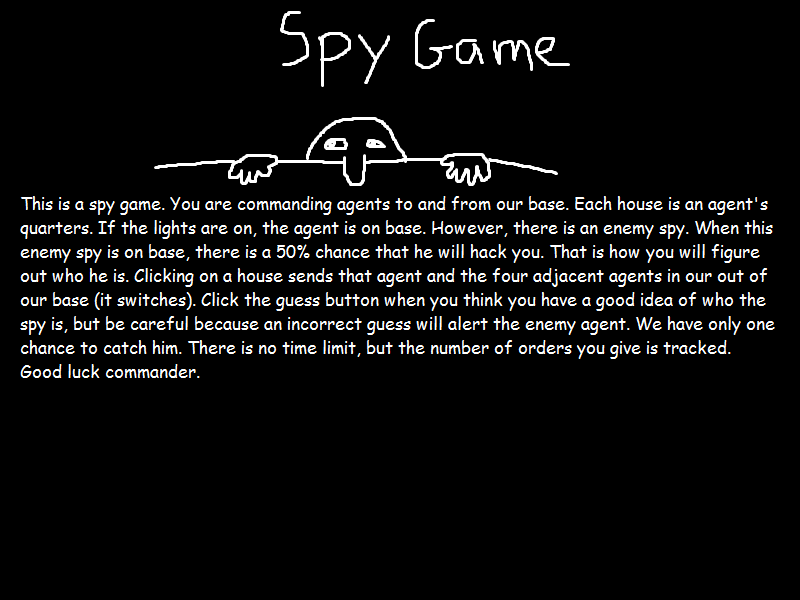 Spy Game
This is a spy game. You are commanding agents to and from our base. Each house is an agent's
quarters. If the lights are on, the agent is on base. However, there is an enemy spy. When this
enemy spy is on base, there is a 50% chance that he will hack you. That is how you will figure
out who he is. Clicking on a house sends that agent and the four adjacent agents in our out of
our base (it switches). Click the guess button when you think you have a good idea of who the
spy is, but be careful because an incorrect guess will alert the enemy agent. We have only one
chance to catch him. There is no time limit, but the number of orders you give is tracked.
Good luck commander.